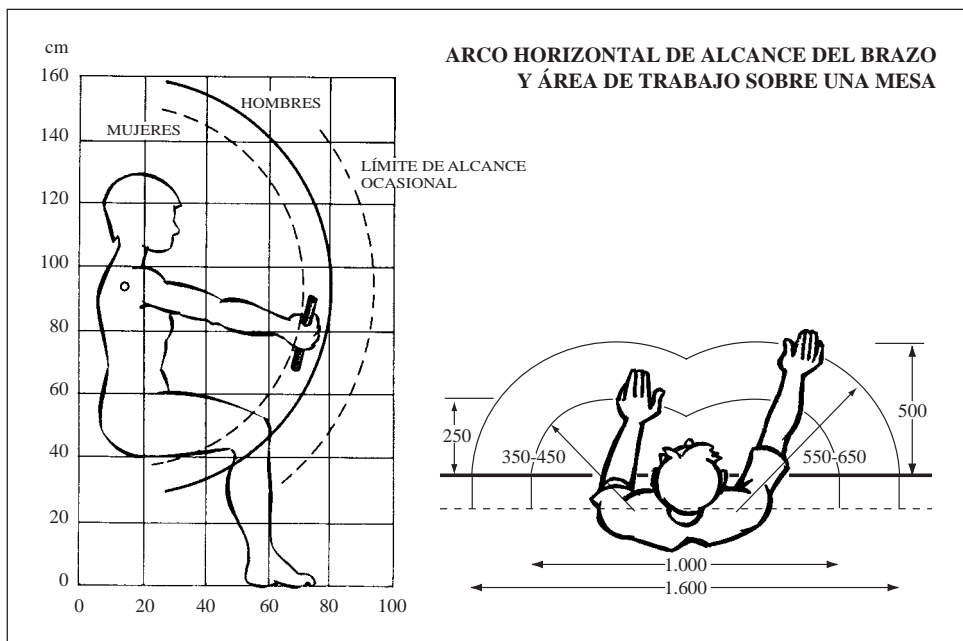 ARCO HORIZONTAL DE ALCANCE DEL BRAZO
Y ÁREA DE TRABAJO SOBRE UNA MESA
cm
160
140
120
100
80
60
40
20
0
0 20 40 60 80 100
HOMBRES
MUJERES
LÍMITE DE ALCANCE
OCASIONAL
250
350-450
550-650
500
1.000
1.600